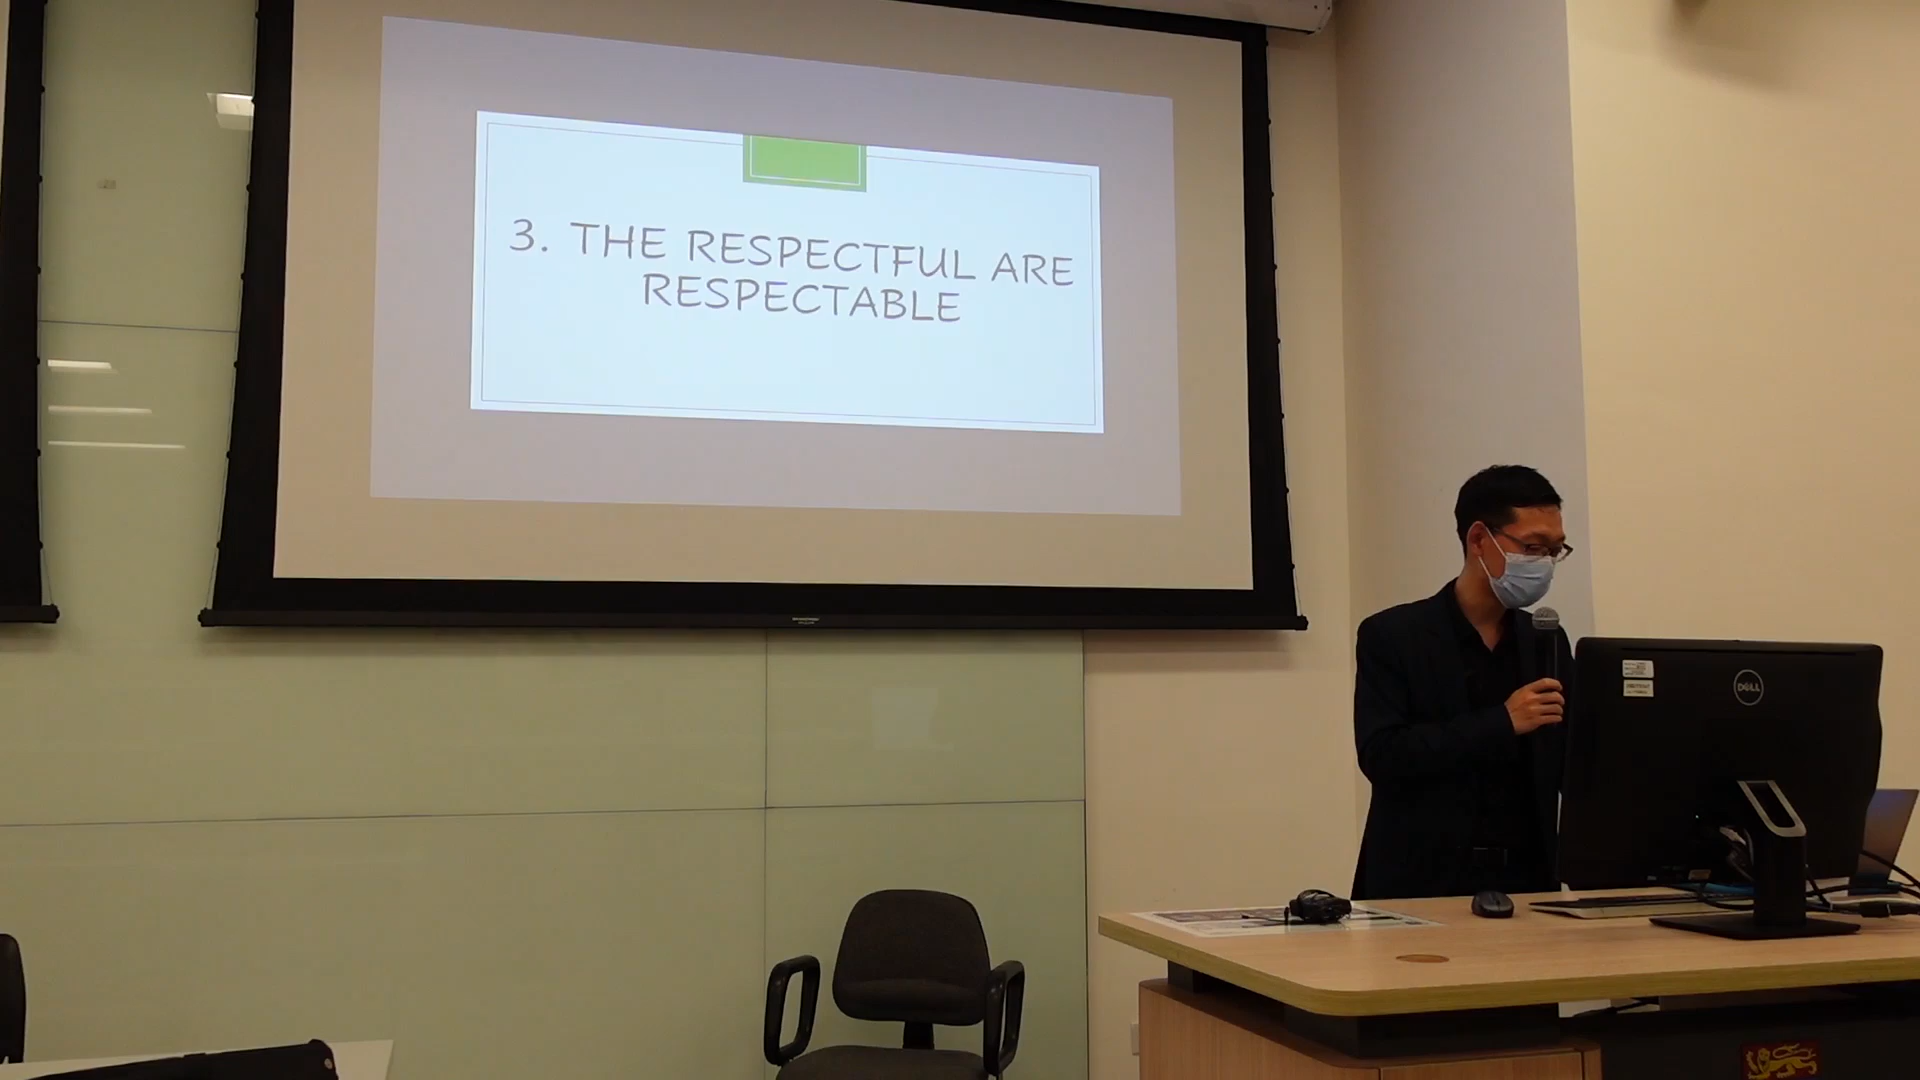 3. THE RESPECTFUL ARE
RESPECTABLE
DELL